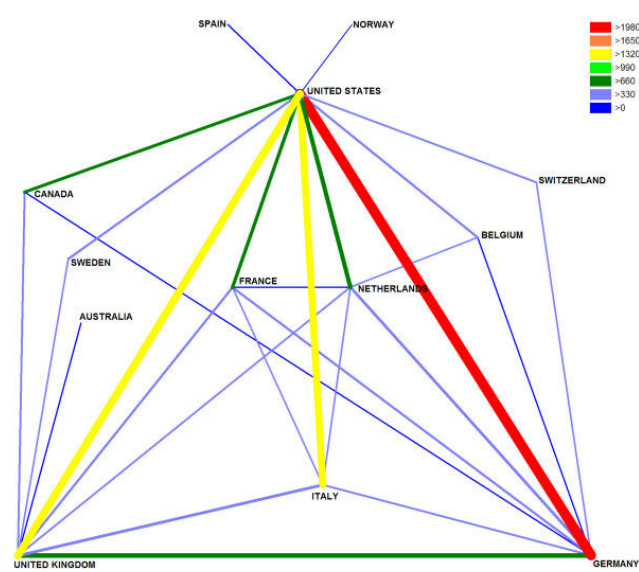 SPAIN
NORWAY
>1980
>1650
>1320
>990
>660
>330
>0
UNITED STATES
SWITZERLAND
CANADA
BELGIUM
SWEDEN
FRANCE
NETHERLANDS
AUSTRALIA
ITALY
UNITED KINGDOM
GERMANY